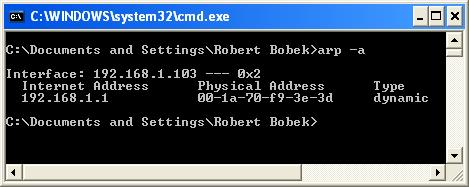 C:\WINDOWS\system32\cmd.exe
C:\Documents and Settings\Robert Bobek>arp -a
Interface: 192.168.1.103 --- 0x2
Internet Address Physical Address Type
192.168.1.1 00-1a-70-f9-3e-3d dynamic
C:\Documents and Settings\Robert Bobek>